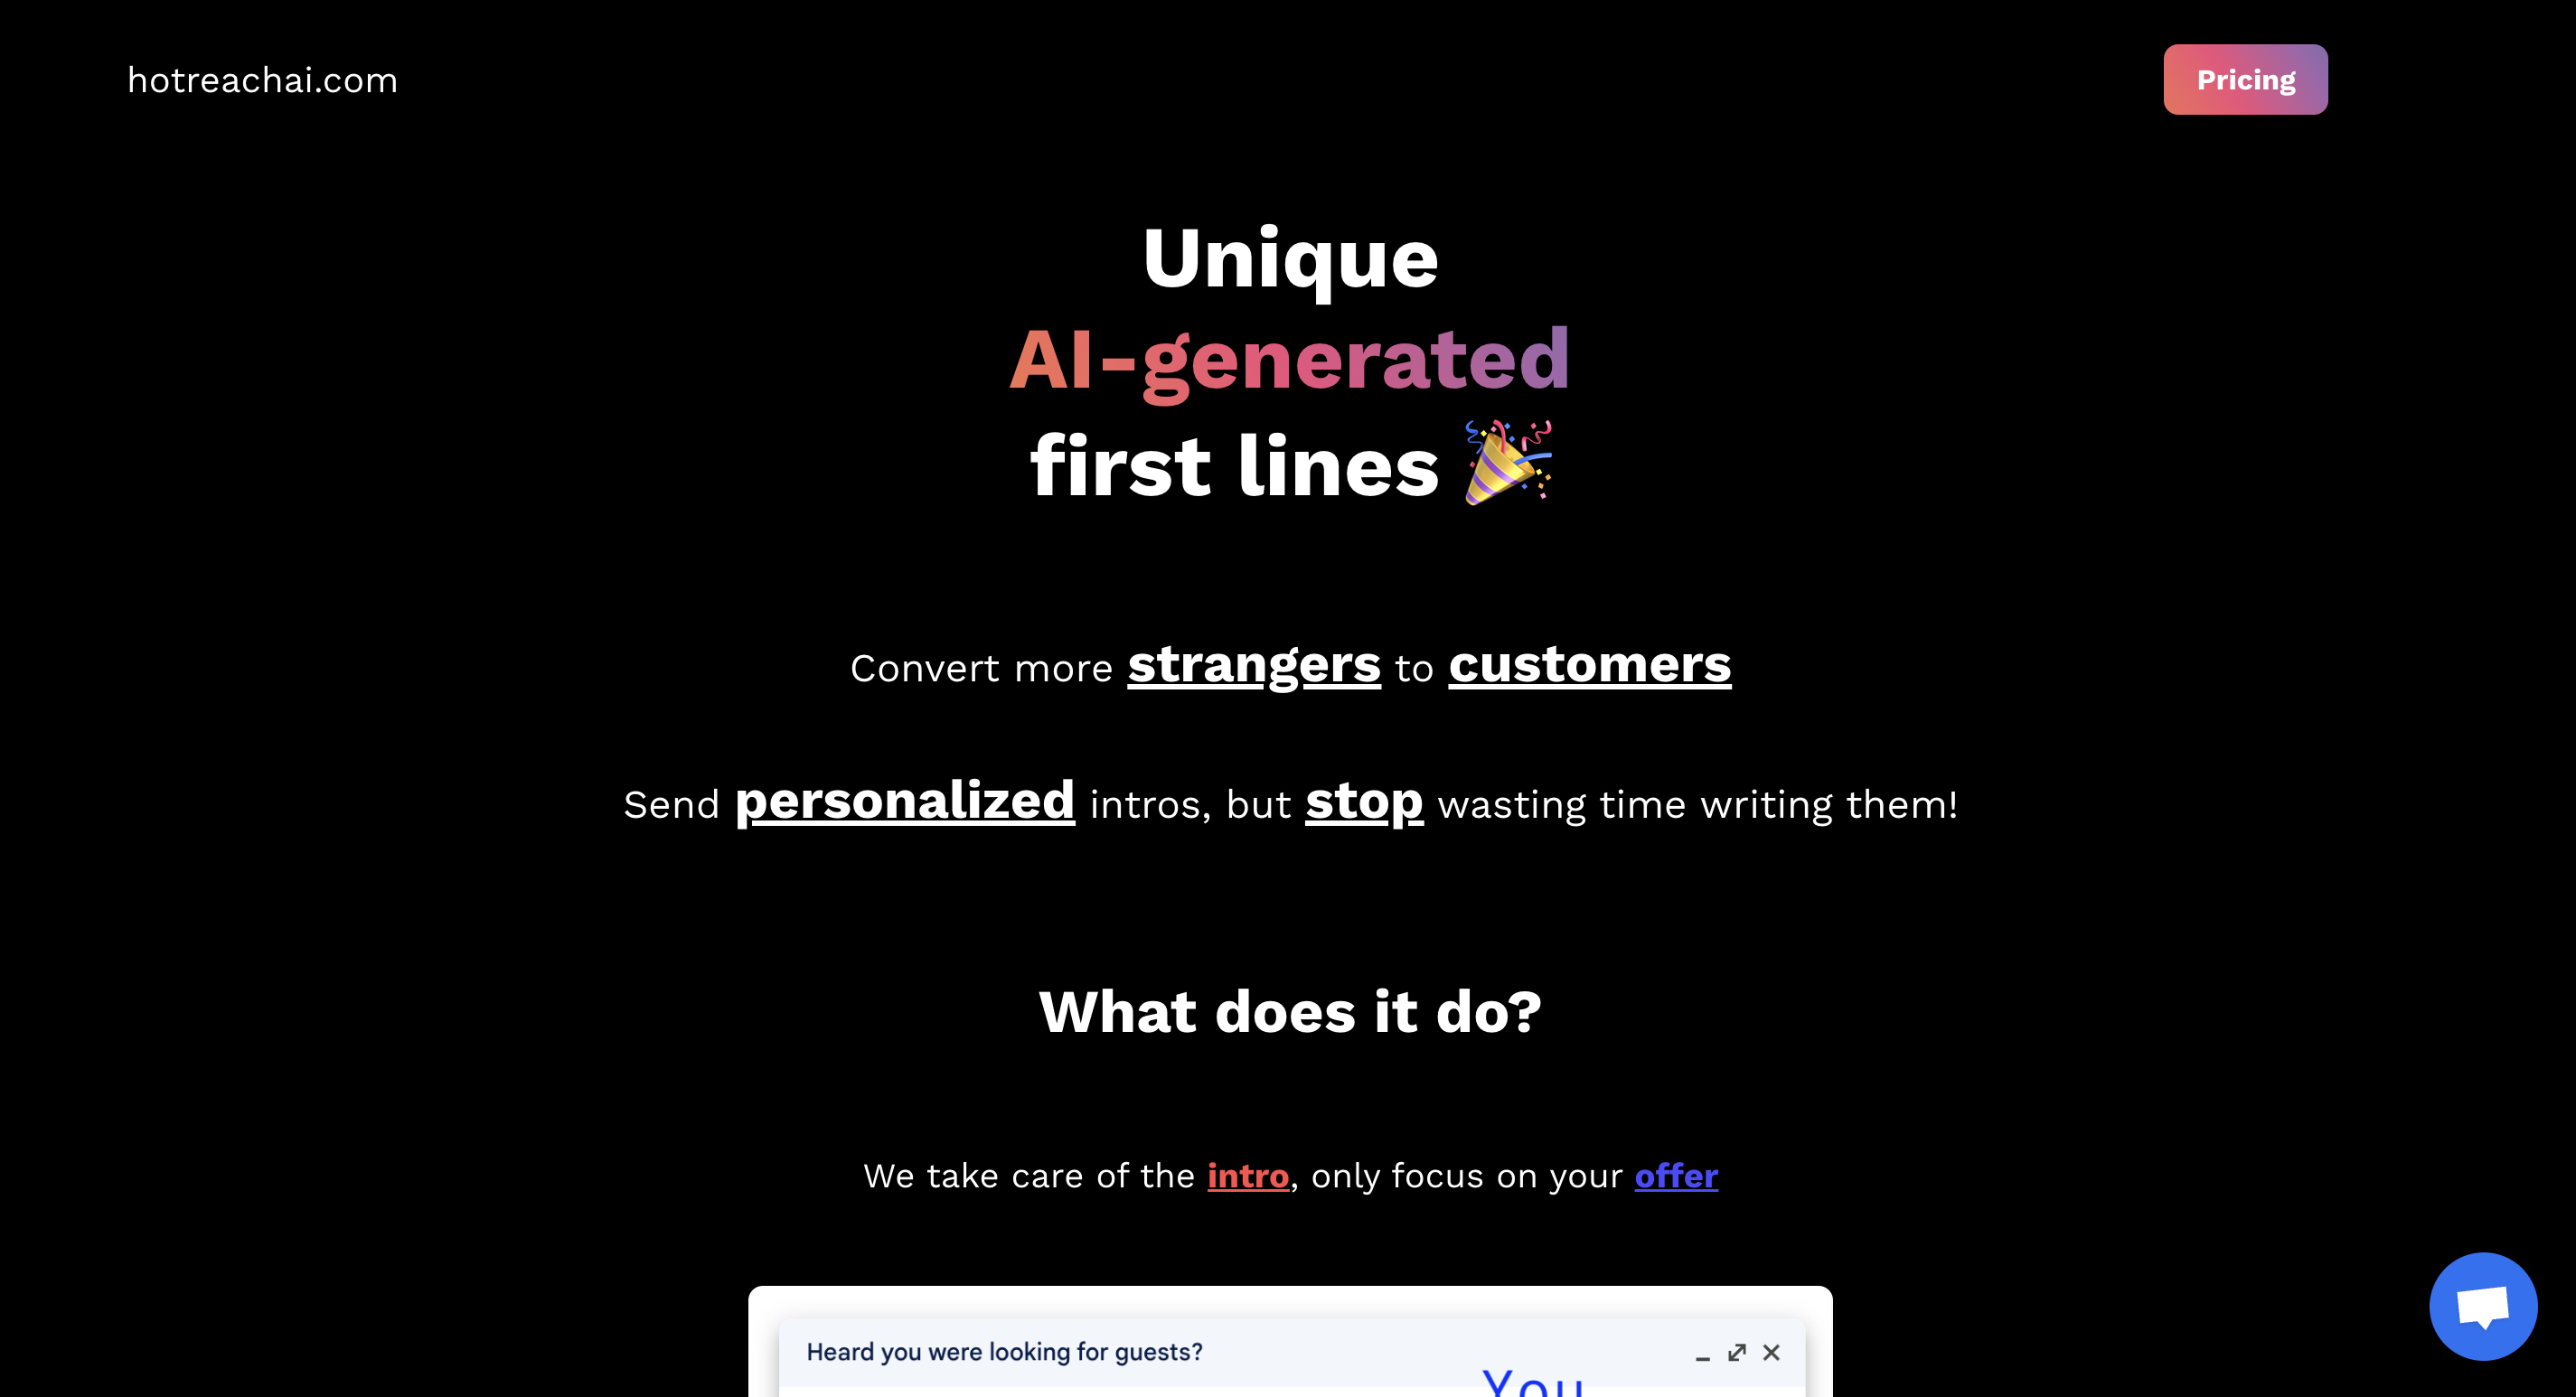 hotreachai.com
Pricing
Unique
AI-generated
first lines 🎉
Convert more strangers to customers
Send personalized intros, but stop wasting time writing them!
What does it do?
We take care of the intro, only focus on your offer
Heard you were looking for guests?
You